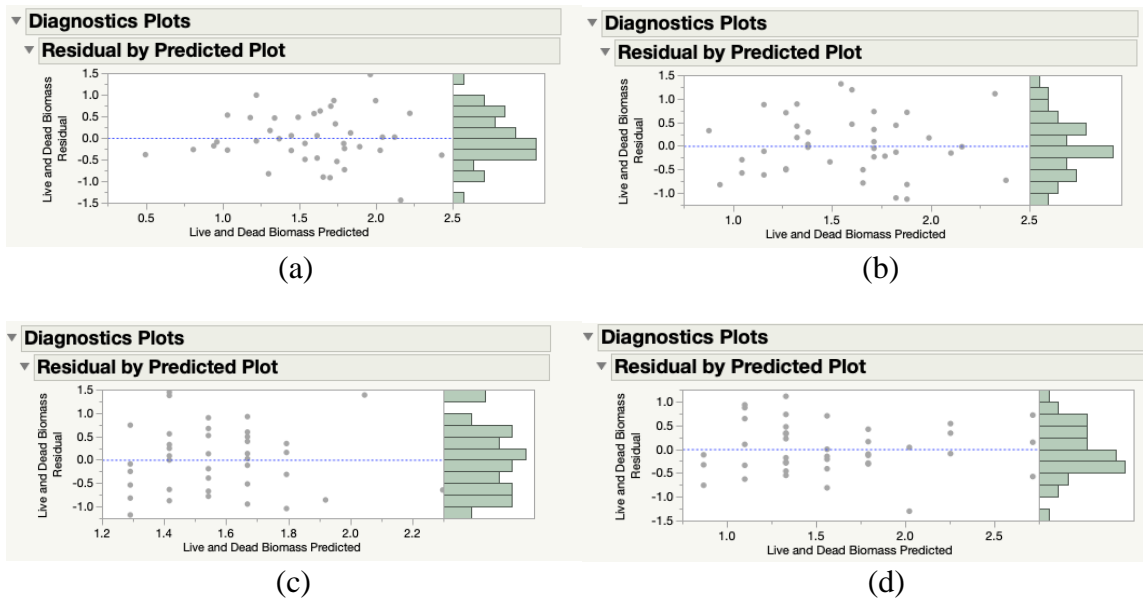 Diagnostics Plots
Residual by Predicted Plot
Live and Dead Biomass
Residual
1.5
1.0
0.5
0.0
-0.5
-1.0
-1.5
0.5 1.0 1.5 2.0 2.5
Live and Dead Biomass Predicted
(a)
Diagnostics Plots
Residual by Predicted Plot
Live and Dead Biomass
Residual
1.5
1.0
0.5
0.0
-0.5
-1.0
1.0 1.5 2.0 2.5
Live and Dead Biomass Predicted
(b)
Diagnostics Plots
Residual by Predicted Plot
Live and Dead Biomass
Residual
1.5
1.0
0.5
0.0
-0.5
-1.0
1.2 1.4 1.6 1.8 2.0 2.2
Live and Dead Biomass Predicted
(c)
Diagnostics Plots
Residual by Predicted Plot
Live and Dead Biomass
Residual
1.0
0.5
0.0
-0.5
-1.0
-1.5
1.0 1.5 2.0 2.5
Live and Dead Biomass Predicted
(d)